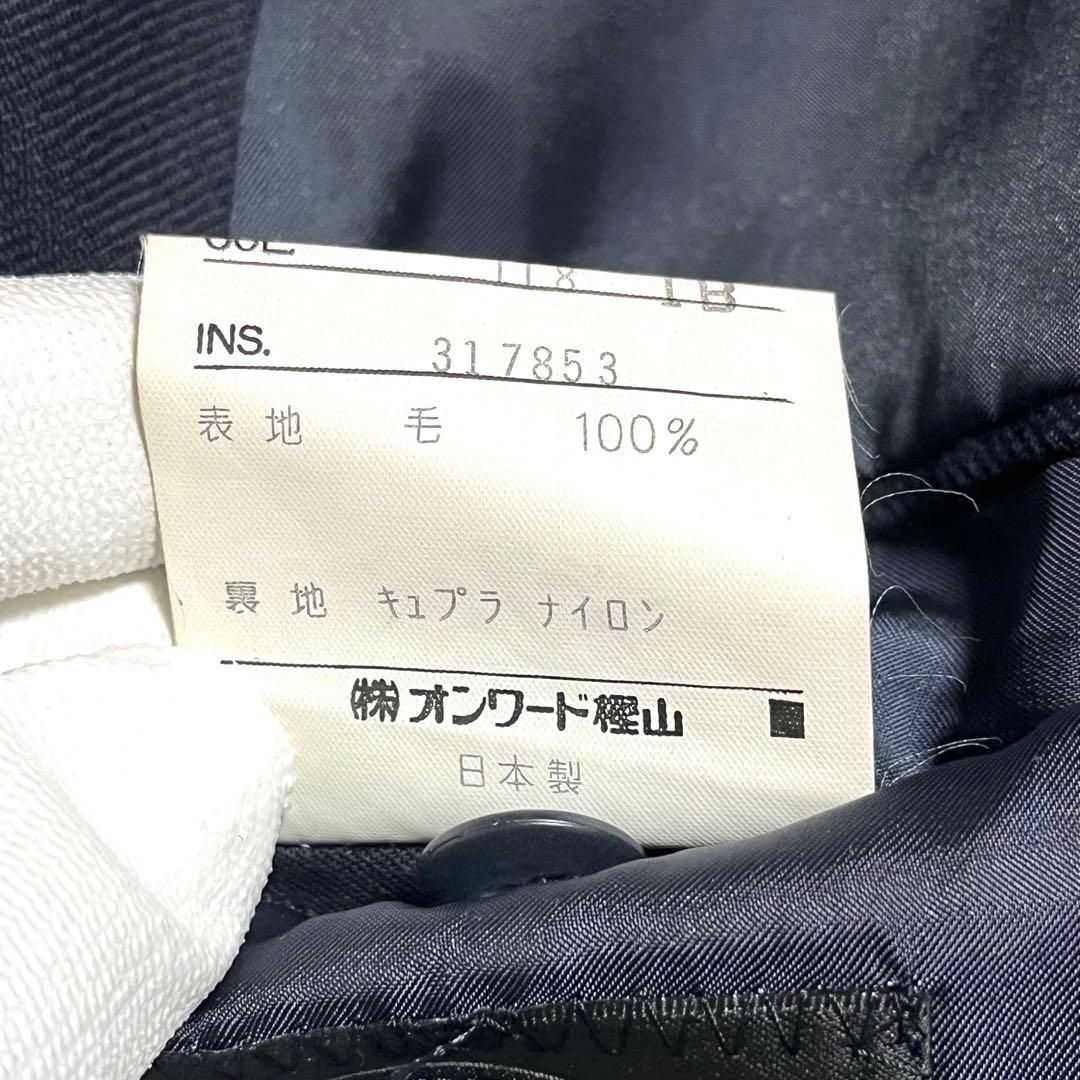 INS. 317853
表地 毛 100%
裏地 キュプラ ナイロン
㈱オンワード樫山
日本製